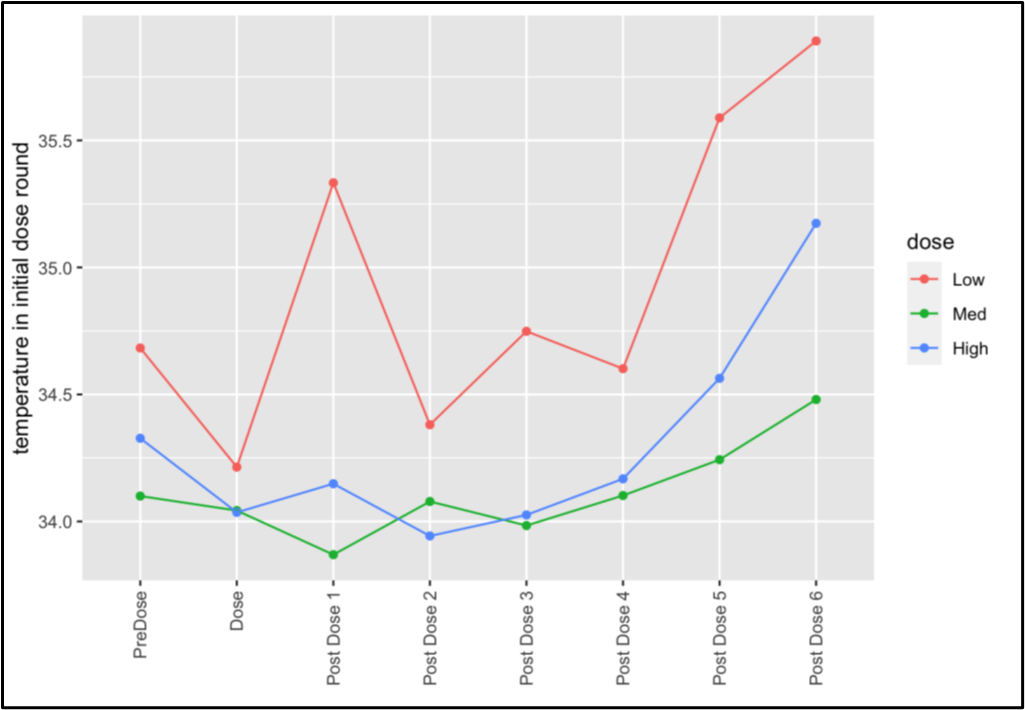 temperature in initial dose round
35.5
35.0
34.5
34.0
PreDose
Dose
Post Dose 1
Post Dose 2
Post Dose 3
Post Dose 4
Post Dose 5
Post Dose 6
dose
Low
Med
High